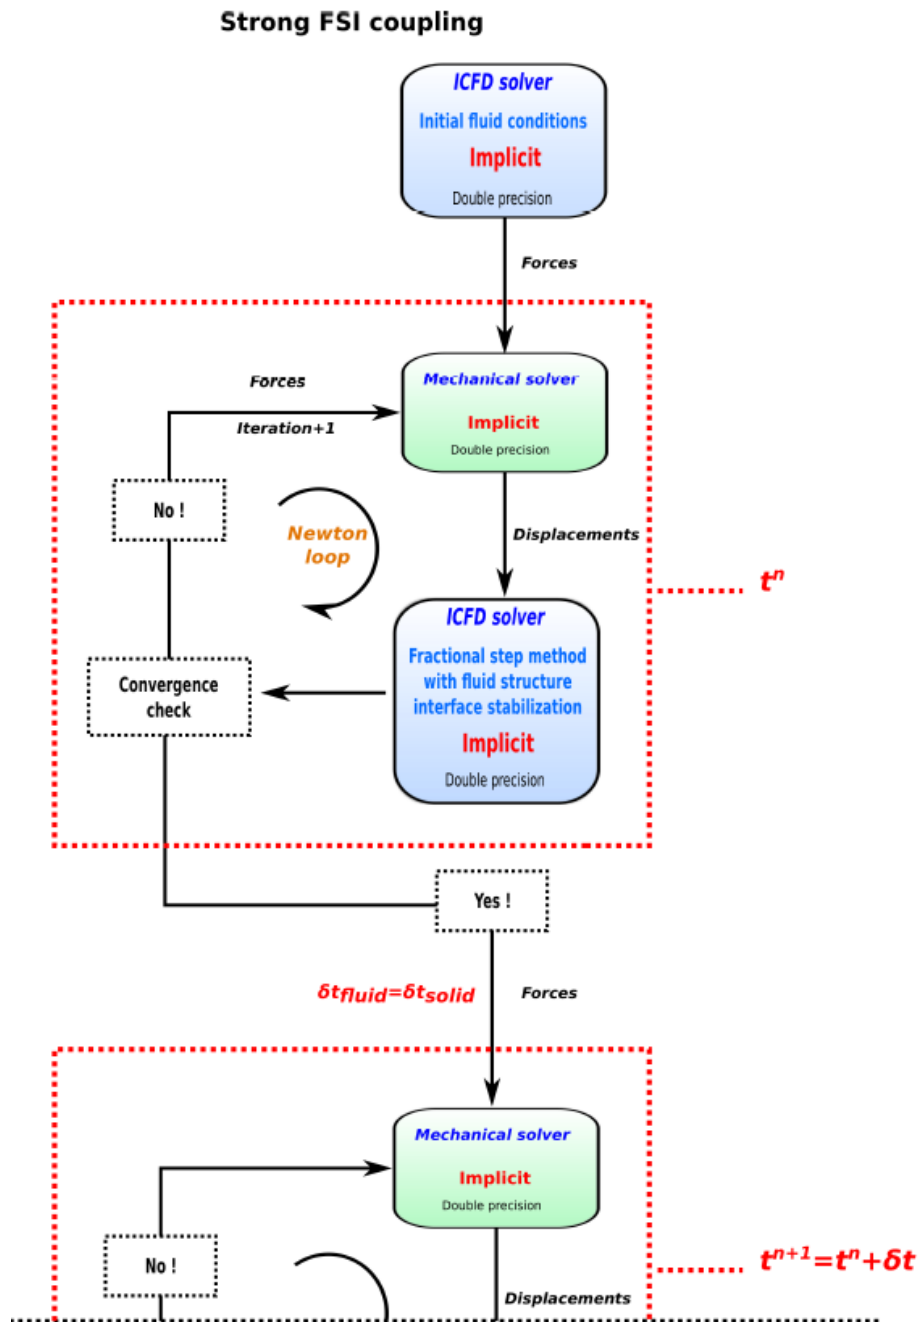 Strong FSI coupling
ICFD solver
Initial fluid conditions
Implicit
Double precision
Forces
Mechanical solver
Implicit
Double precision
Forces
Iteration+1
No !
Newton
loop
Displacements
tⁿ
ICFD solver
Fractional step method
with fluid structure
interface stabilization
Implicit
Double precision
Convergence
check
Yes !
δtfluid=δtsolid
Forces
Mechanical solver
Implicit
Double precision
No !
tⁿ⁺¹=tⁿ+δt
Displacements